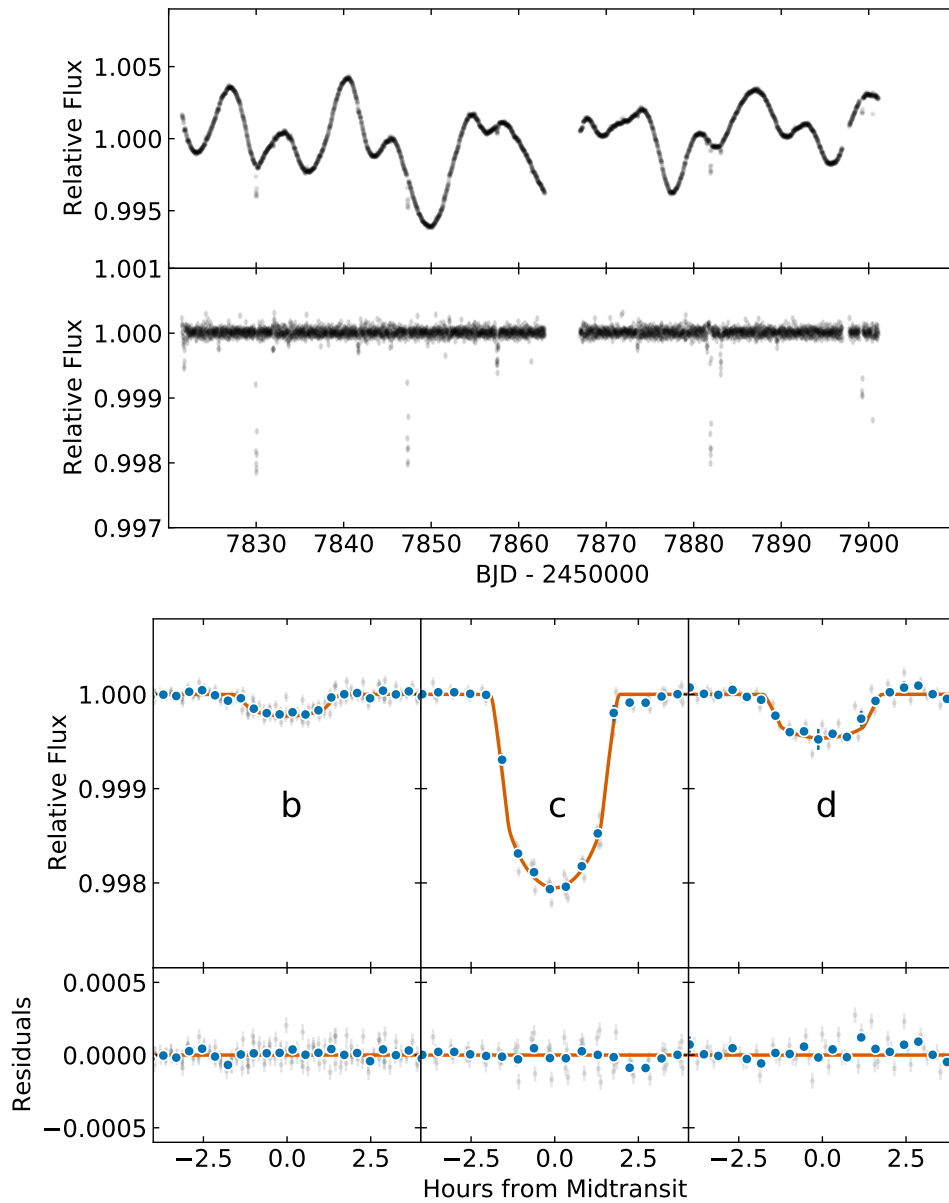 1.005
1.000
0.995
Relative Flux
1.001
1.000
0.999
0.998
0.997
Relative Flux
7830 7840 7850 7860 7870 7880 7890 7900
BJD - 2450000
1.000
0.999
0.998
Relative Flux
b c d
0.0005
0.0000
−0.0005
Residuals
−2.5 0.0 2.5 −2.5 0.0 2.5 −2.5 0.0 2.5
Hours from Midtransit